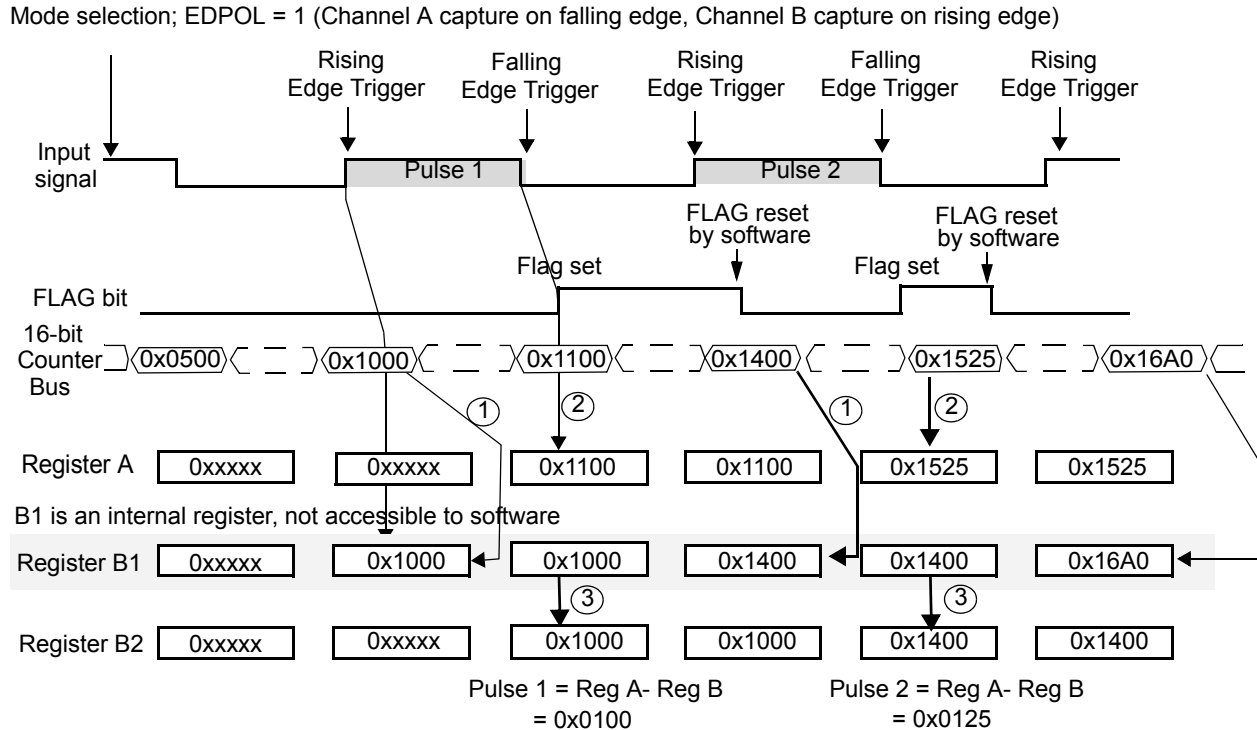 Mode selection; EDPOL = 1 (Channel A capture on falling edge, Channel B capture on rising edge)
Rising Falling Rising Falling Rising
Edge Trigger Edge Trigger Edge Trigger Edge Trigger Edge Trigger
Input
signal
Pulse 1 Pulse 2
FLAG reset FLAG reset
by software by software
Flag set Flag set
FLAG bit
16-bit
Counter
Bus
0x0500 0x1000 0x1100 0x1400 0x1525 0x16A0
1 2 1 2
Register A 0xxxxx 0xxxxx 0x1100 0x1100 0x1525 0x1525
B1 is an internal register, not accessible to software
Register B1 0xxxxx 0x1000 0x1000 0x1400 0x1400 0x16A0
3 3
Register B2 0xxxxx 0xxxxx 0x1000 0x1000 0x1400 0x1400
Pulse 1 = Reg A- Reg B Pulse 2 = Reg A- Reg B
= 0x0100 = 0x0125